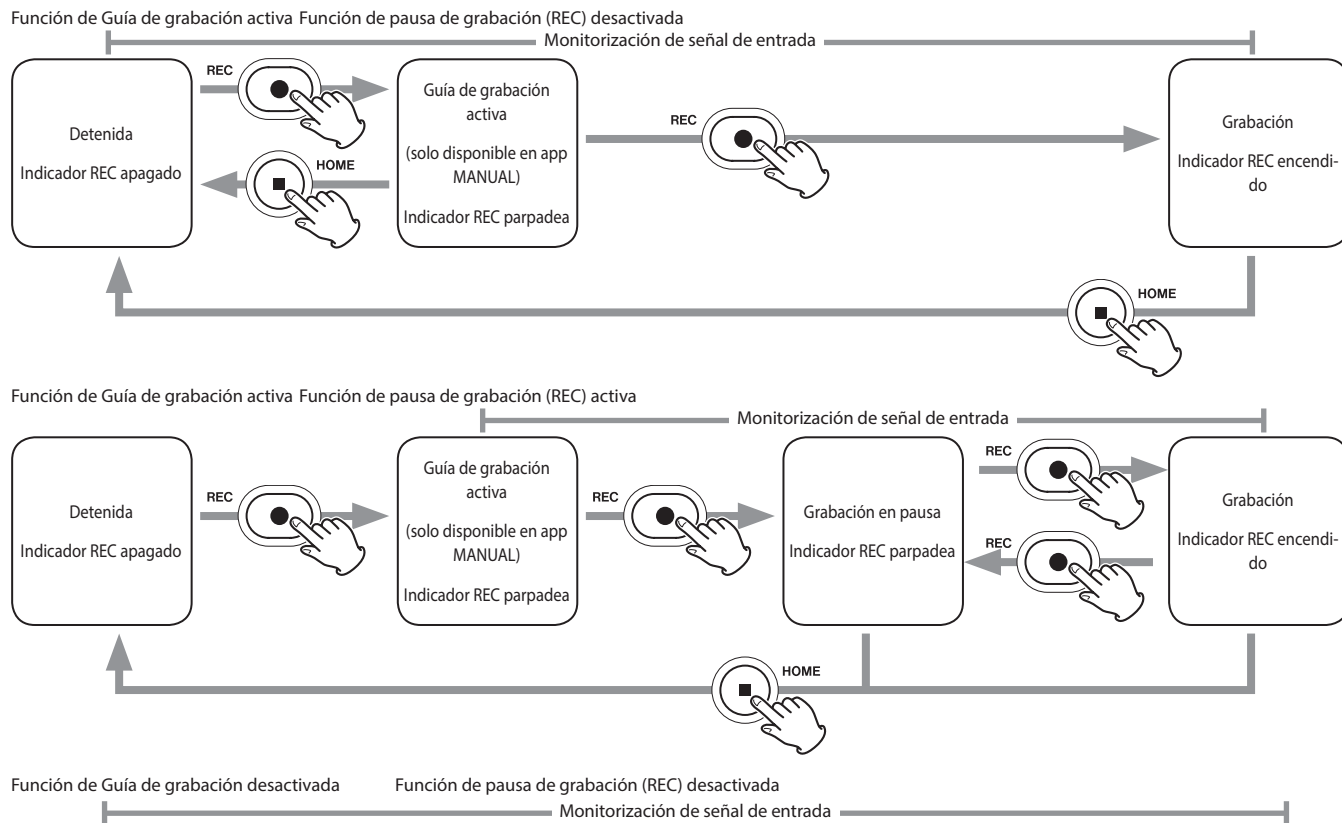 Función de Guía de grabación activa Función de pausa de grabación (REC) desactivada
Monitorización de señal de entrada
Detenida
Indicador REC apagado
REC
HOME
Guía de grabación
activa
(solo disponible en app
MANUAL)
Indicador REC parpadea
REC
Grabación
Indicador REC encendi-
do
HOME
Función de Guía de grabación activa Función de pausa de grabación (REC) activa
Monitorización de señal de entrada
Detenida
Indicador REC apagado
REC
Guía de grabación
activa
(solo disponible en app
MANUAL)
Indicador REC parpadea
REC
Grabación en pausa
Indicador REC parpadea
REC
REC
Grabación
Indicador REC encendi-
do
HOME
Función de Guía de grabación desactivada Función de pausa de grabación (REC) desactivada
Monitorización de señal de entrada